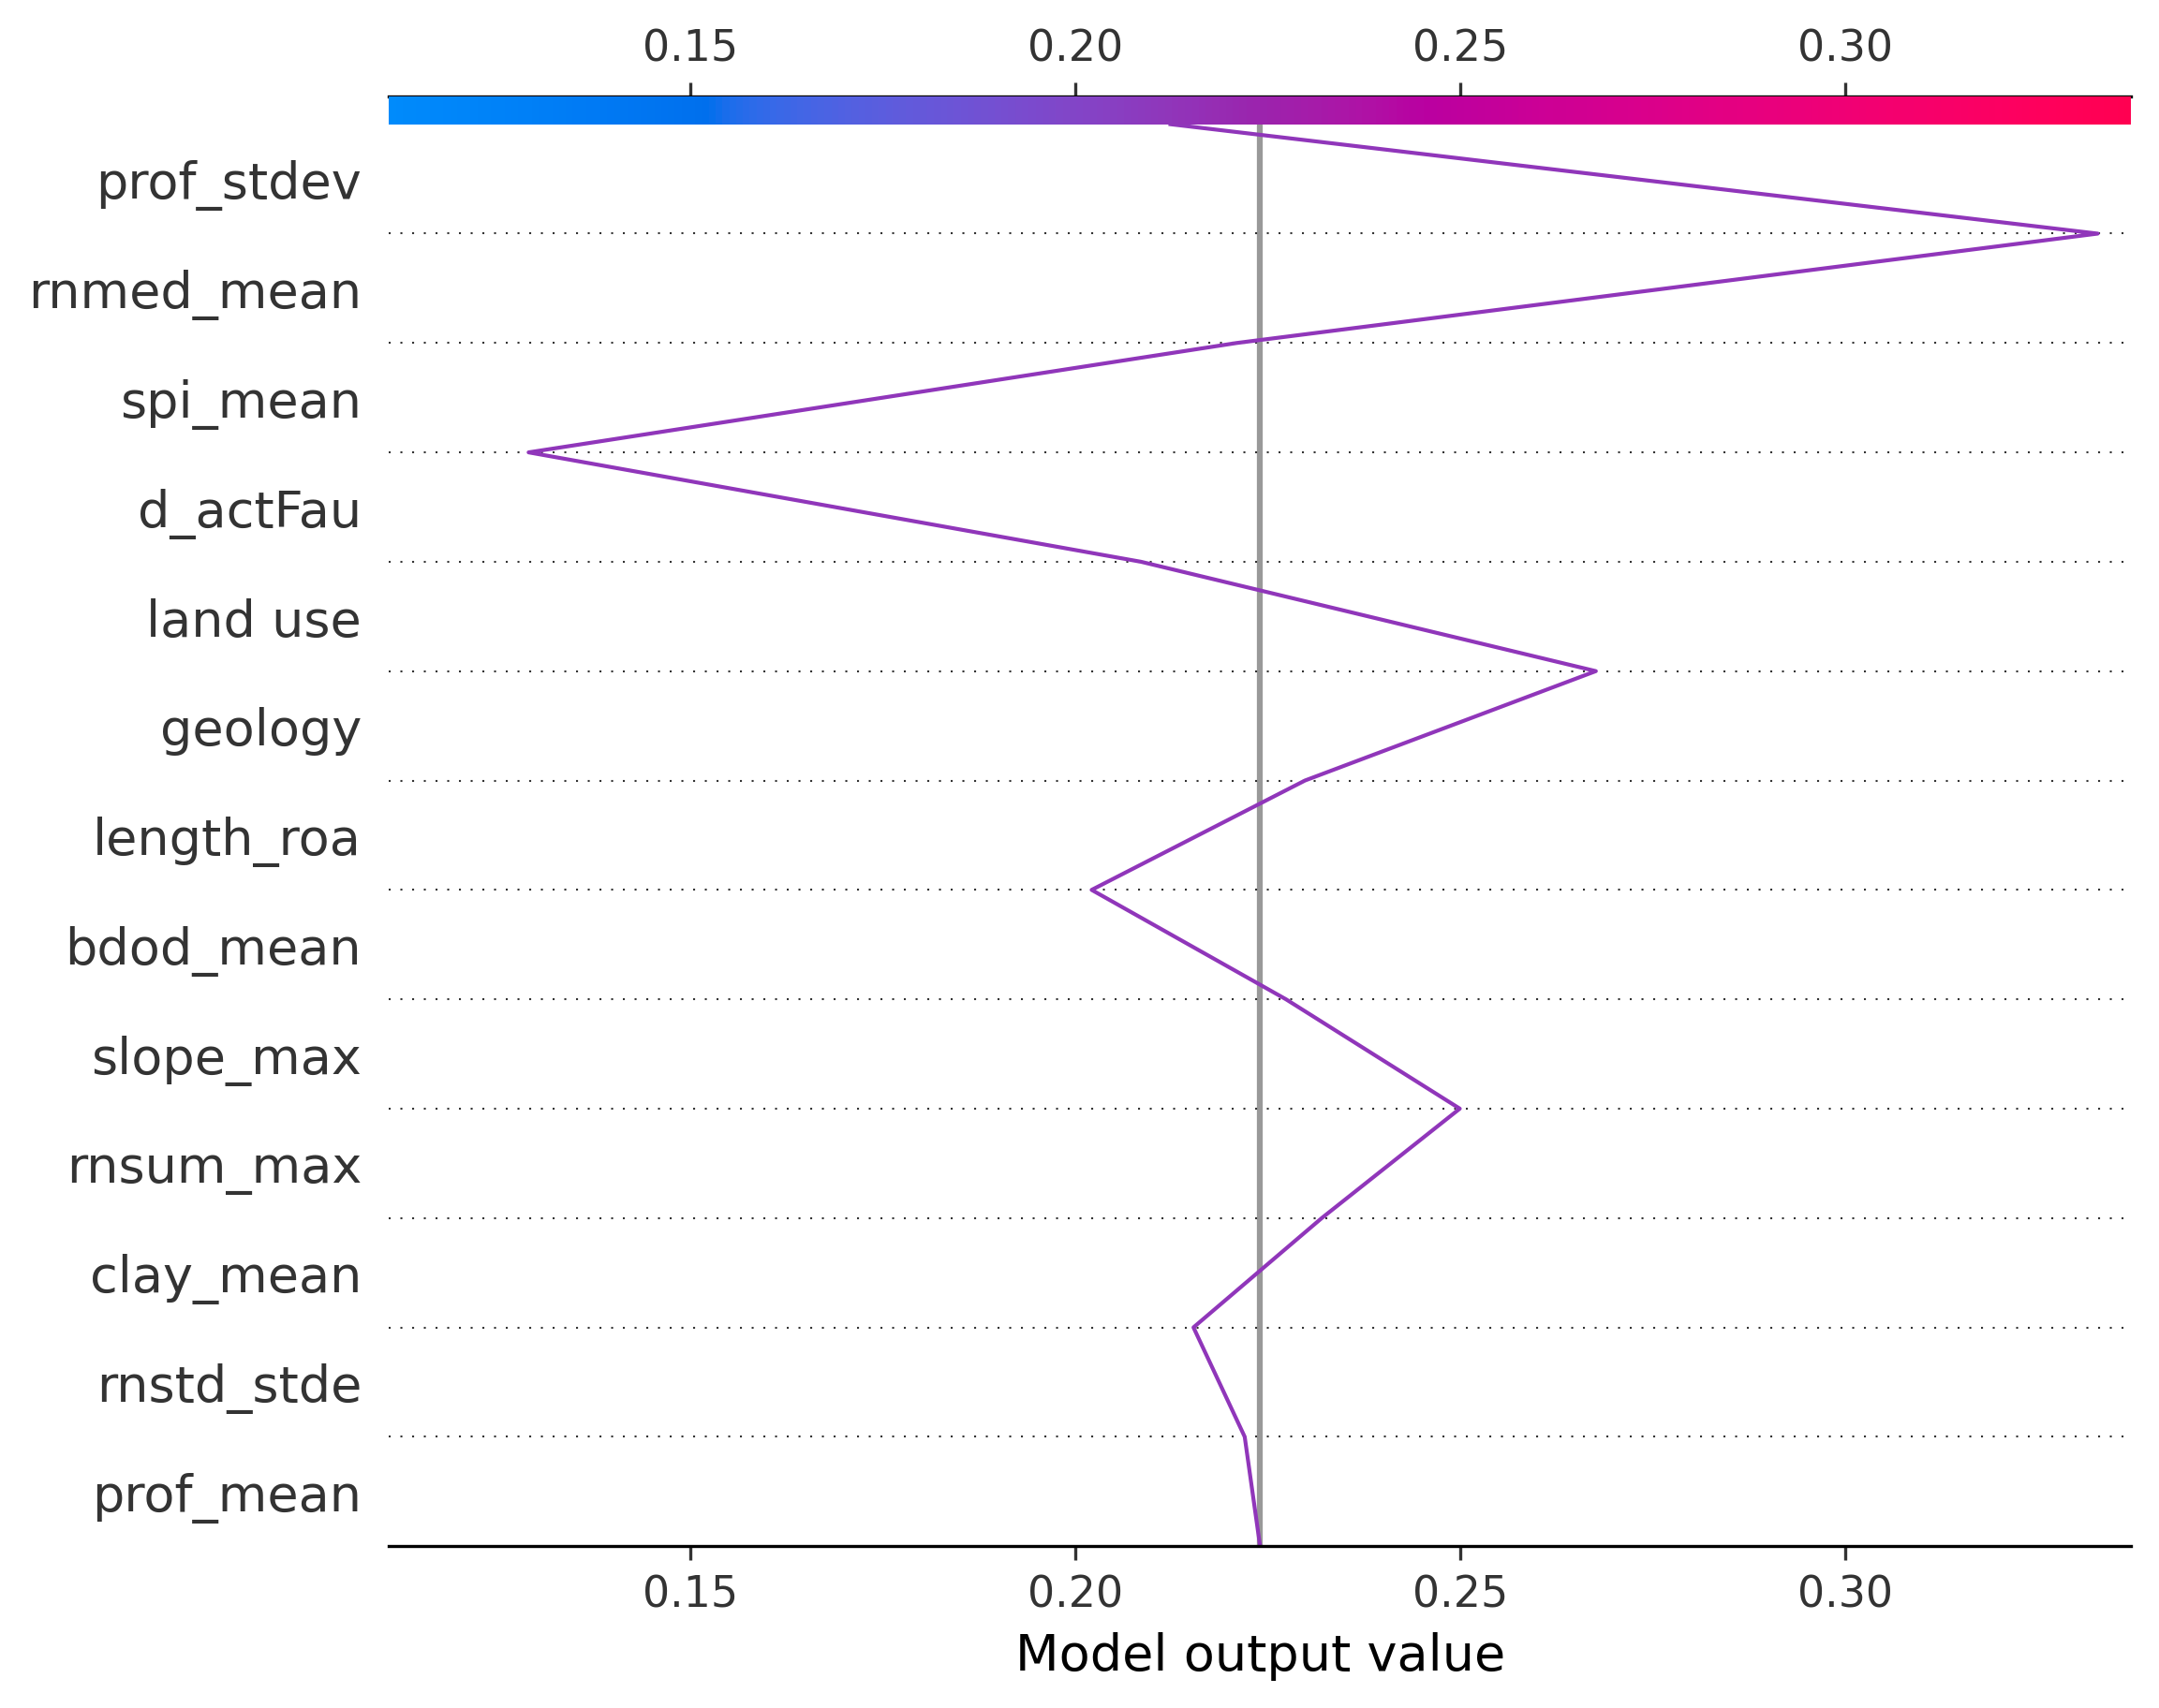 0.15 0.20 0.25 0.30
prof_stdev
rnmed_mean
spi_mean
d_actFau
land use
geology
length_roa
bdod_mean
slope_max
rnsum_max
clay_mean
rnstd_stde
prof_mean
0.15 0.20 0.25 0.30
Model output value